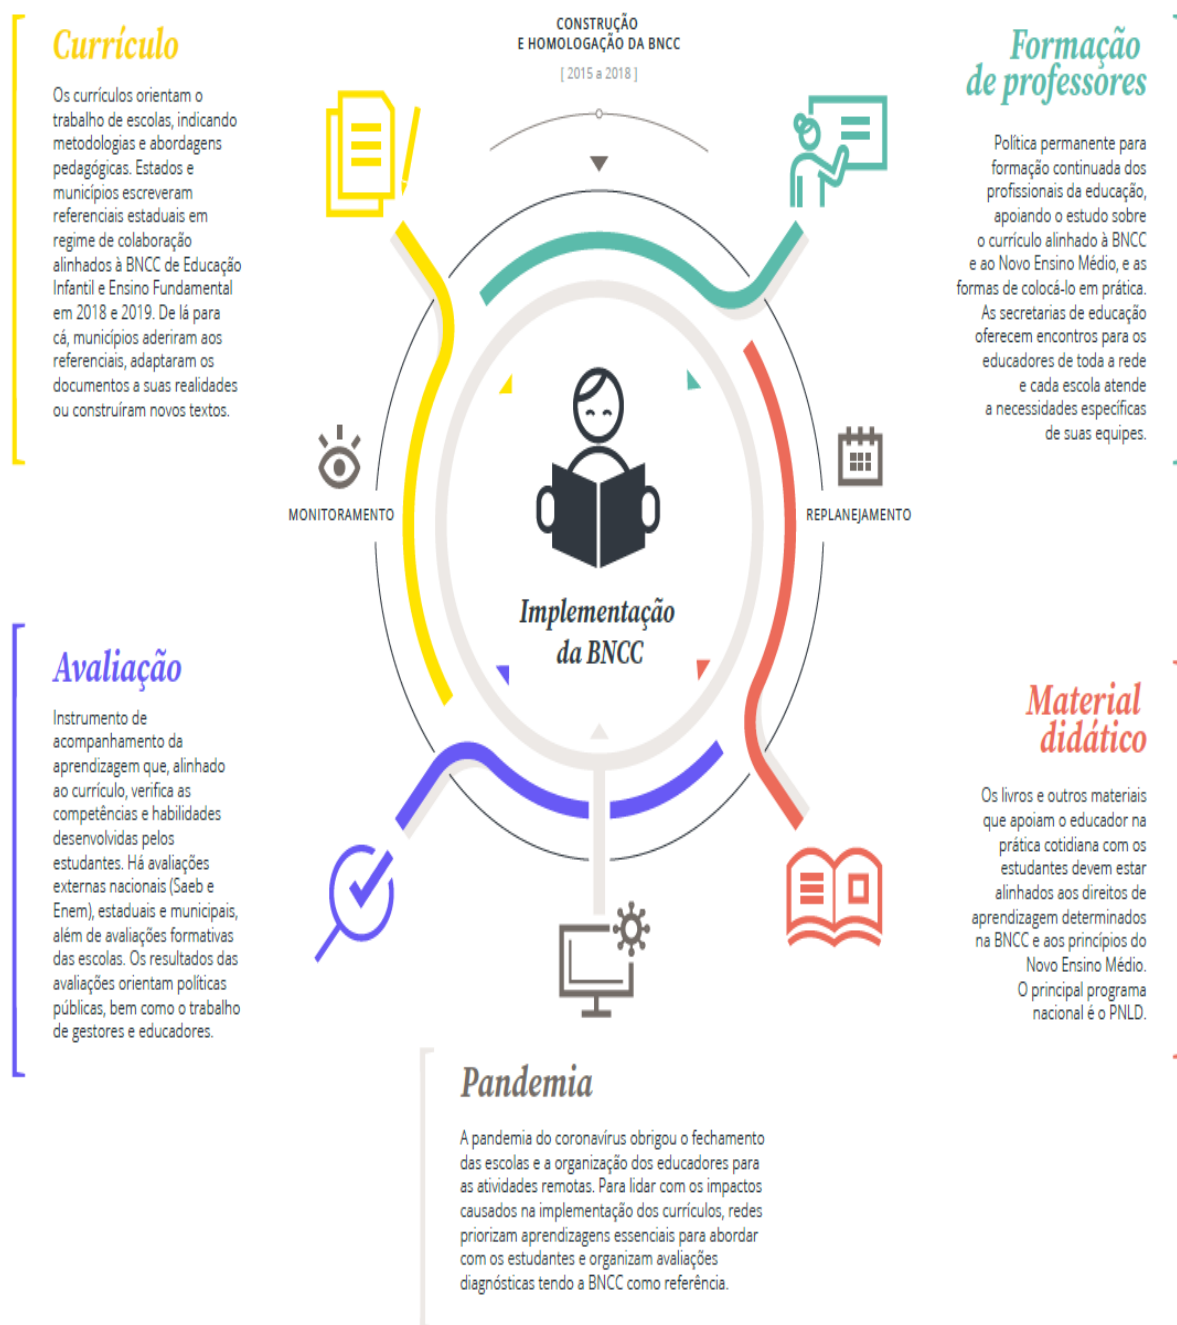 Currículo
Os currículos orientam o
trabalho de escolas, indicando
metodologias e abordagens
pedagógicas. Estados e
municípios escreveram
referenciais estaduais em
regime de colaboração
alinhados à BNCC de Educação
Infantil e Ensino Fundamental
em 2018 e 2019. De lá para
cá, municípios aderiram aos
referenciais, adaptaram os
documentos a suas realidades
ou construíram novos textos.
CONSTRUÇÃO
E HOMOLOGAÇÃO DA BNCC
[ 2015 a 2018 ]
Formação
de professores
Política permanente para
formação continuada dos
profissionais da educação,
apoiando o estudo sobre
o currículo alinhado à BNCC
e ao Novo Ensino Médio, e as
formas de colocá-lo em prática.
As secretarias de educação
oferecem encontros para os
educadores de toda a rede
e cada escola atende
a necessidades específicas
de suas equipes.
MONITORAMENTO
REPLANEJAMENTO
Implementação
da BNCC
Avaliação
Instrumento de
acompanhamento da
aprendizagem que, alinhado
ao currículo, verifica as
competências e habilidades
desenvolvidas pelos
estudantes. Há avaliações
externas nacionais (Saeb e
Enem), estaduais e municipais,
além de avaliações formativas
das escolas. Os resultados das
avaliações orientam políticas
públicas, bem como o trabalho
de gestores e educadores.
Material
didático
Os livros e outros materiais
que apoiam o educador na
prática cotidiana com os
estudantes devem estar
alinhados aos direitos de
aprendizagem determinados
na BNCC e aos princípios do
Novo Ensino Médio.
O principal programa
nacional é o PNLD.
Pandemia
A pandemia do coronavírus obrigou o fechamento
das escolas e a organização dos educadores para
as atividades remotas. Para lidar com os impactos
causados na implementação dos currículos, redes
priorizam aprendizagens essenciais para abordar
com os estudantes e organizam avaliações
diagnósticas tendo a BNCC como referência.